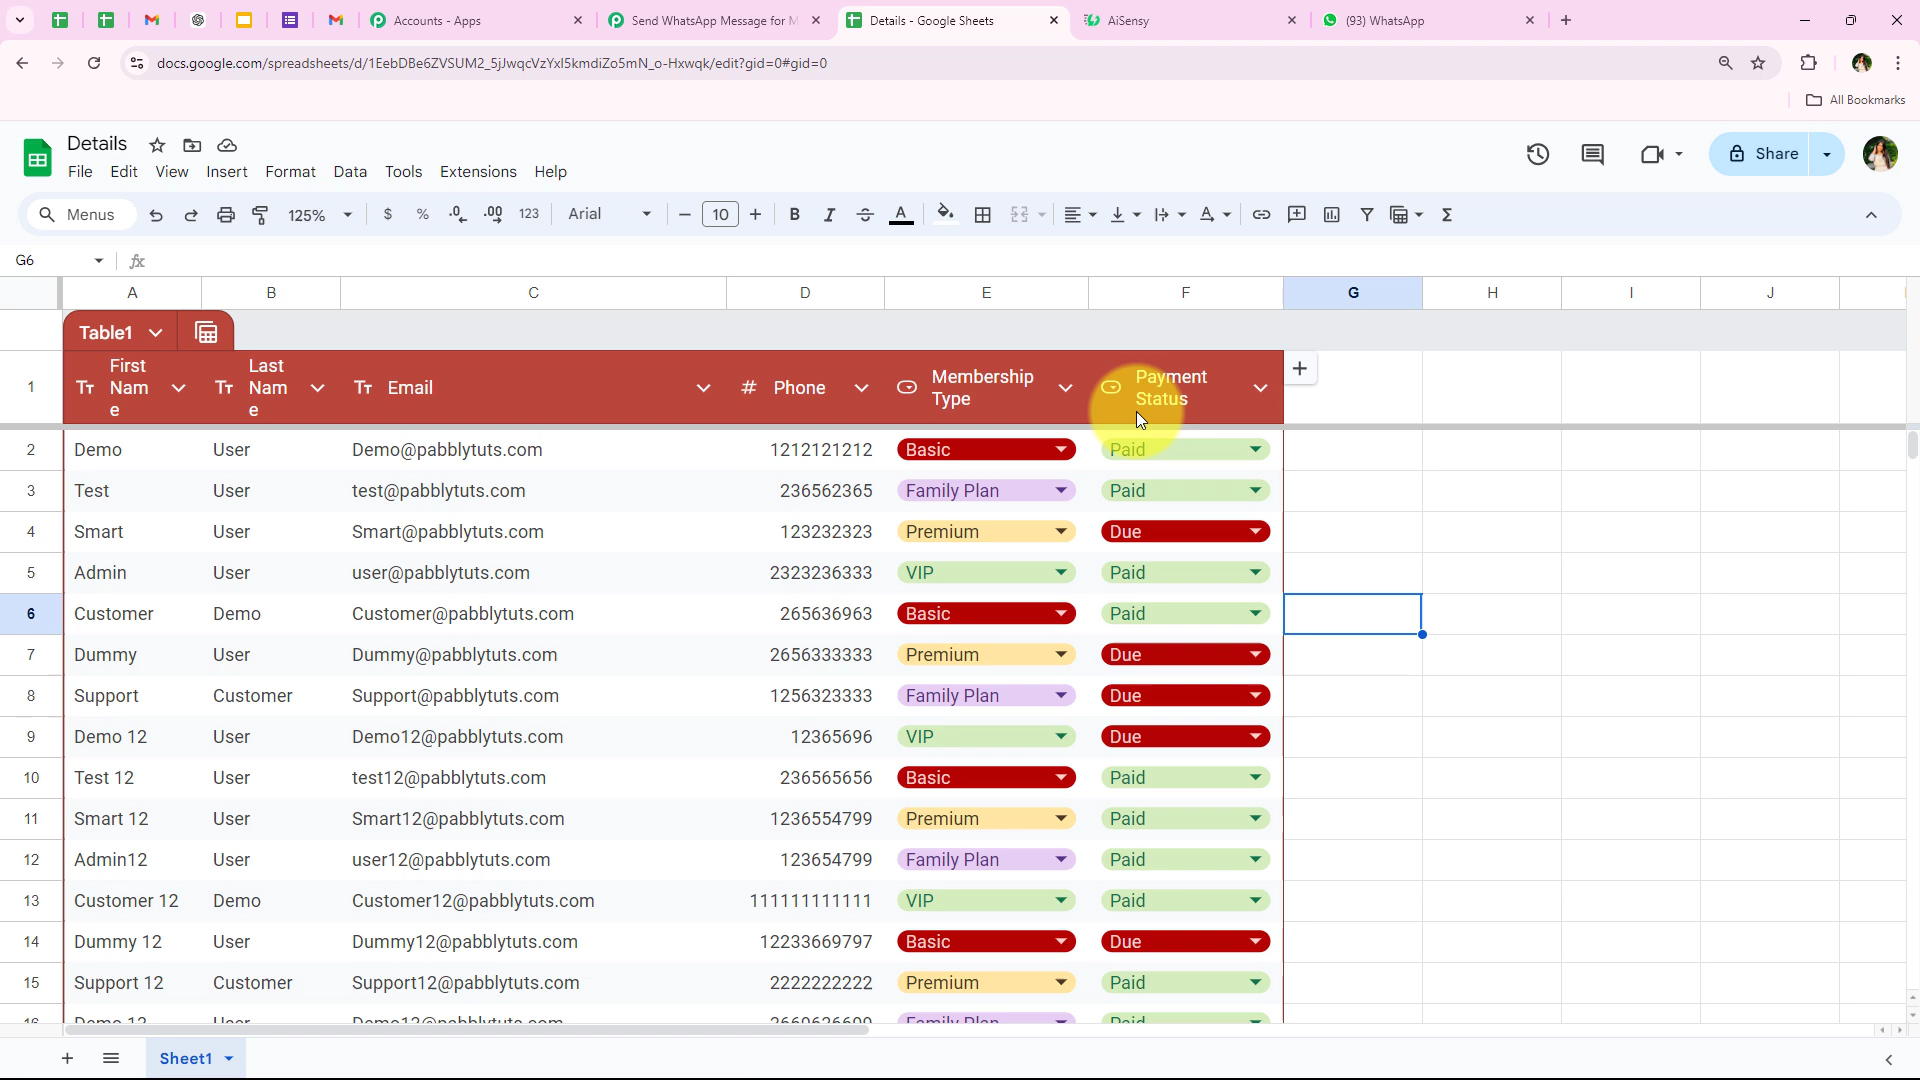 Accounts - Apps
Send WhatsApp Message for M
Details - Google Sheets
AiSensy
(93) WhatsApp
docs.google.com/spreadsheets/d/1EebDBe6ZVSUM2_5jJwqcVzYxI5kmdiZo5mN_o-Hxwqk/edit?gid=0#gid=0
All Bookmarks
Details
File Edit View Insert Format Data Tools Extensions Help
Share
Menus 125% $ % .0 .00 123 Arial 10 B I A
G6 fx
A B C D E F G H I J
Table1
1 First Nam e Last Nam e Email # Phone Membership Type Payment Status
2 Demo User Demo@pabblytuts.com 1212121212 Basic Paid
3 Test User test@pabblytuts.com 236562365 Family Plan Paid
4 Smart User Smart@pabblytuts.com 123232323 Premium Due
5 Admin User user@pabblytuts.com 2323236333 VIP Paid
6 Customer Demo Customer@pabblytuts.com 265636963 Basic Paid
7 Dummy User Dummy@pabblytuts.com 2656333333 Premium Due
8 Support Customer Support@pabblytuts.com 1256323333 Family Plan Due
9 Demo 12 User Demo12@pabblytuts.com 12365696 VIP Due
10 Test 12 User test12@pabblytuts.com 236565656 Basic Paid
11 Smart 12 User Smart12@pabblytuts.com 1236554799 Premium Paid
12 Admin12 User user12@pabblytuts.com 123654799 Family Plan Paid
13 Customer 12 Demo Customer12@pabblytuts.com 111111111111 VIP Paid
14 Dummy 12 User Dummy12@pabblytuts.com 12233669797 Basic Due
15 Support 12 Customer Support12@pabblytuts.com 2222222222 Premium Paid
Sheet1